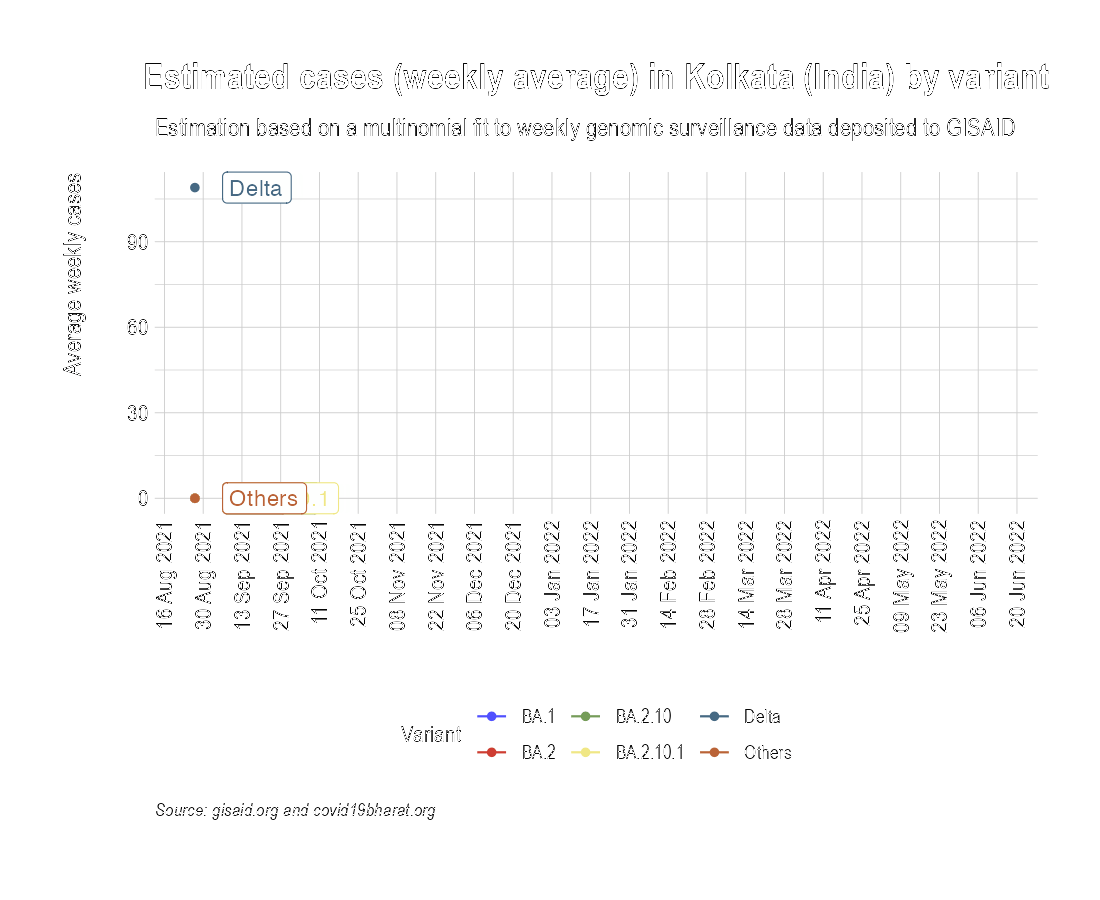 Estimated cases (weekly average) in Kolkata (India) by variant
Estimation based on a multinomial fit to weekly genomic surveillance data deposited to GISAID
Average weekly cases
90
60
30
0
Delta
Others
.1
16 Aug 2021
30 Aug 2021
13 Sep 2021
27 Sep 2021
11 Oct 2021
25 Oct 2021
08 Nov 2021
22 Nov 2021
06 Dec 2021
20 Dec 2021
03 Jan 2022
17 Jan 2022
31 Jan 2022
14 Feb 2022
28 Feb 2022
14 Mar 2022
28 Mar 2022
11 Apr 2022
25 Apr 2022
09 May 2022
23 May 2022
06 Jun 2022
20 Jun 2022
Variant
BA.1
BA.2.10
Delta
BA.2
BA.2.10.1
Others
Source: gisaid.org and covid19bharat.org